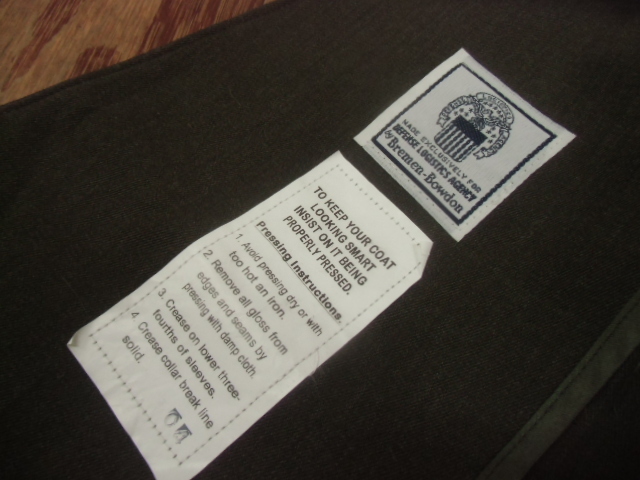 MADE EXCLUSIVELY FOR
DEFENSE LOGISTICS AGENCY
by Bremen-Bowdon
TO KEEP YOUR COAT
LOOKING SMART
INSIST ON IT BEING
PROPERLY PRESSED.
Pressing Instructions.
1. Avoid pressing dry or with
too hot an iron.
2 Remove all gloss from
edges and seams by
pressing with damp cloth.
3. Crease on lower three-
fourths of sleeves.
4. Crease collar break line
solid.